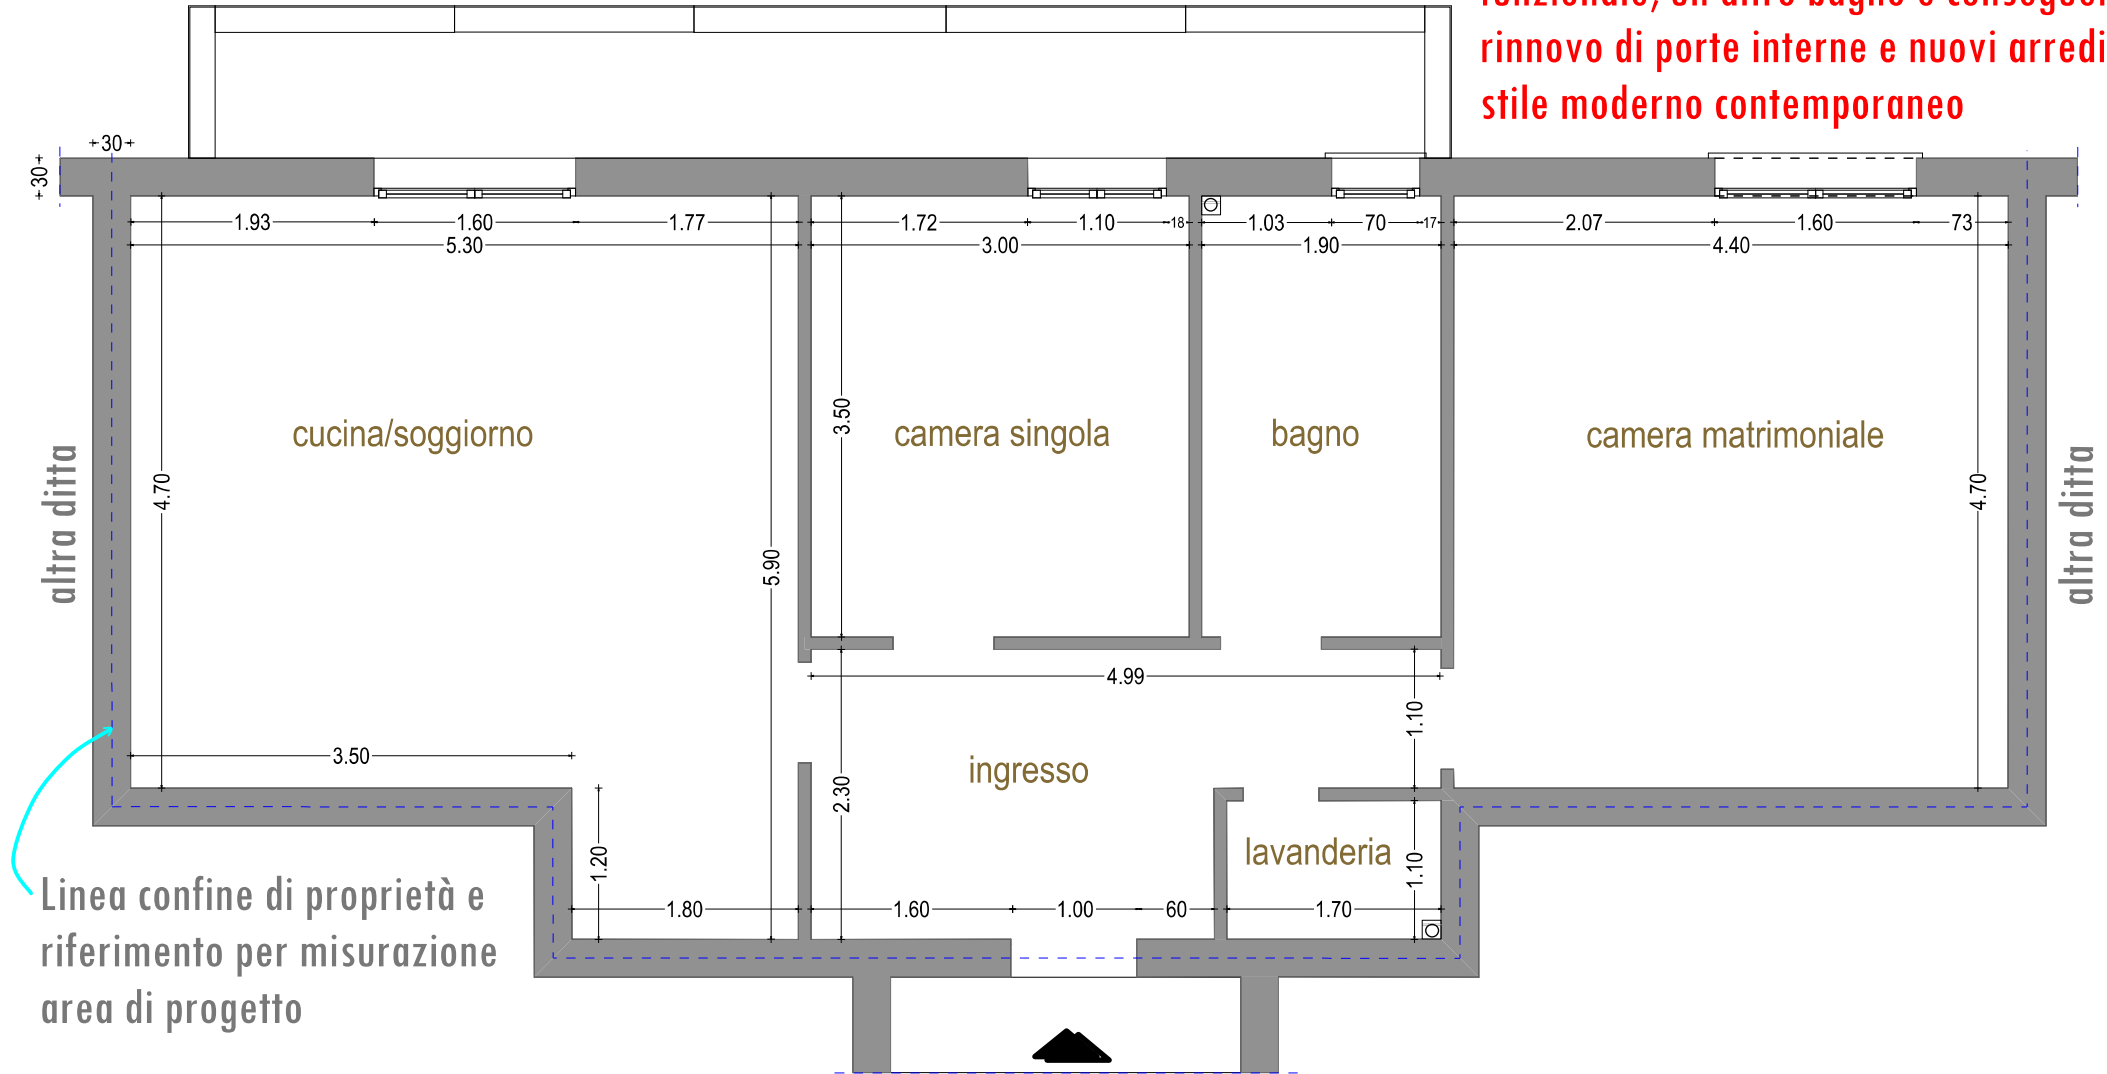 rinnovo di porte interne e nuovi arredi
stile moderno contemporaneo
30
30
1.93 1.60 1.77 1.72 1.10 18 1.03 70 17 2.07 1.60 73
5.30 3.00 1.90 4.40
3.50
cucina/soggiorno camera singola bagno camera matrimoniale
4.70 4.70
altra ditta altra ditta
5.90
4.99
1.10
3.50
ingresso
2.30
1.20
lavanderia
1.10
1.80 1.60 1.00 60 1.70
Linea confine di proprietà e
riferimento per misurazione
area di progetto